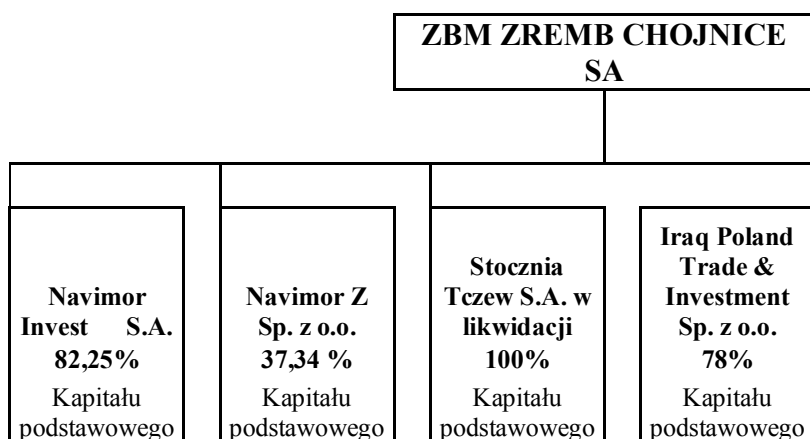 ZBM ZREMB CHOJNICE
SA
Navimor
Invest S.A.
82,25%
Kapitału
podstawowego
Navimor Z
Sp. z o.o.
37,34 %
Kapitału
podstawowego
Stocznia
Tczew S.A. w
likwidacji
100%
Kapitału
podstawowego
Iraq Poland
Trade &
Investment
Sp. z o.o.
78%
Kapitału
podstawowego